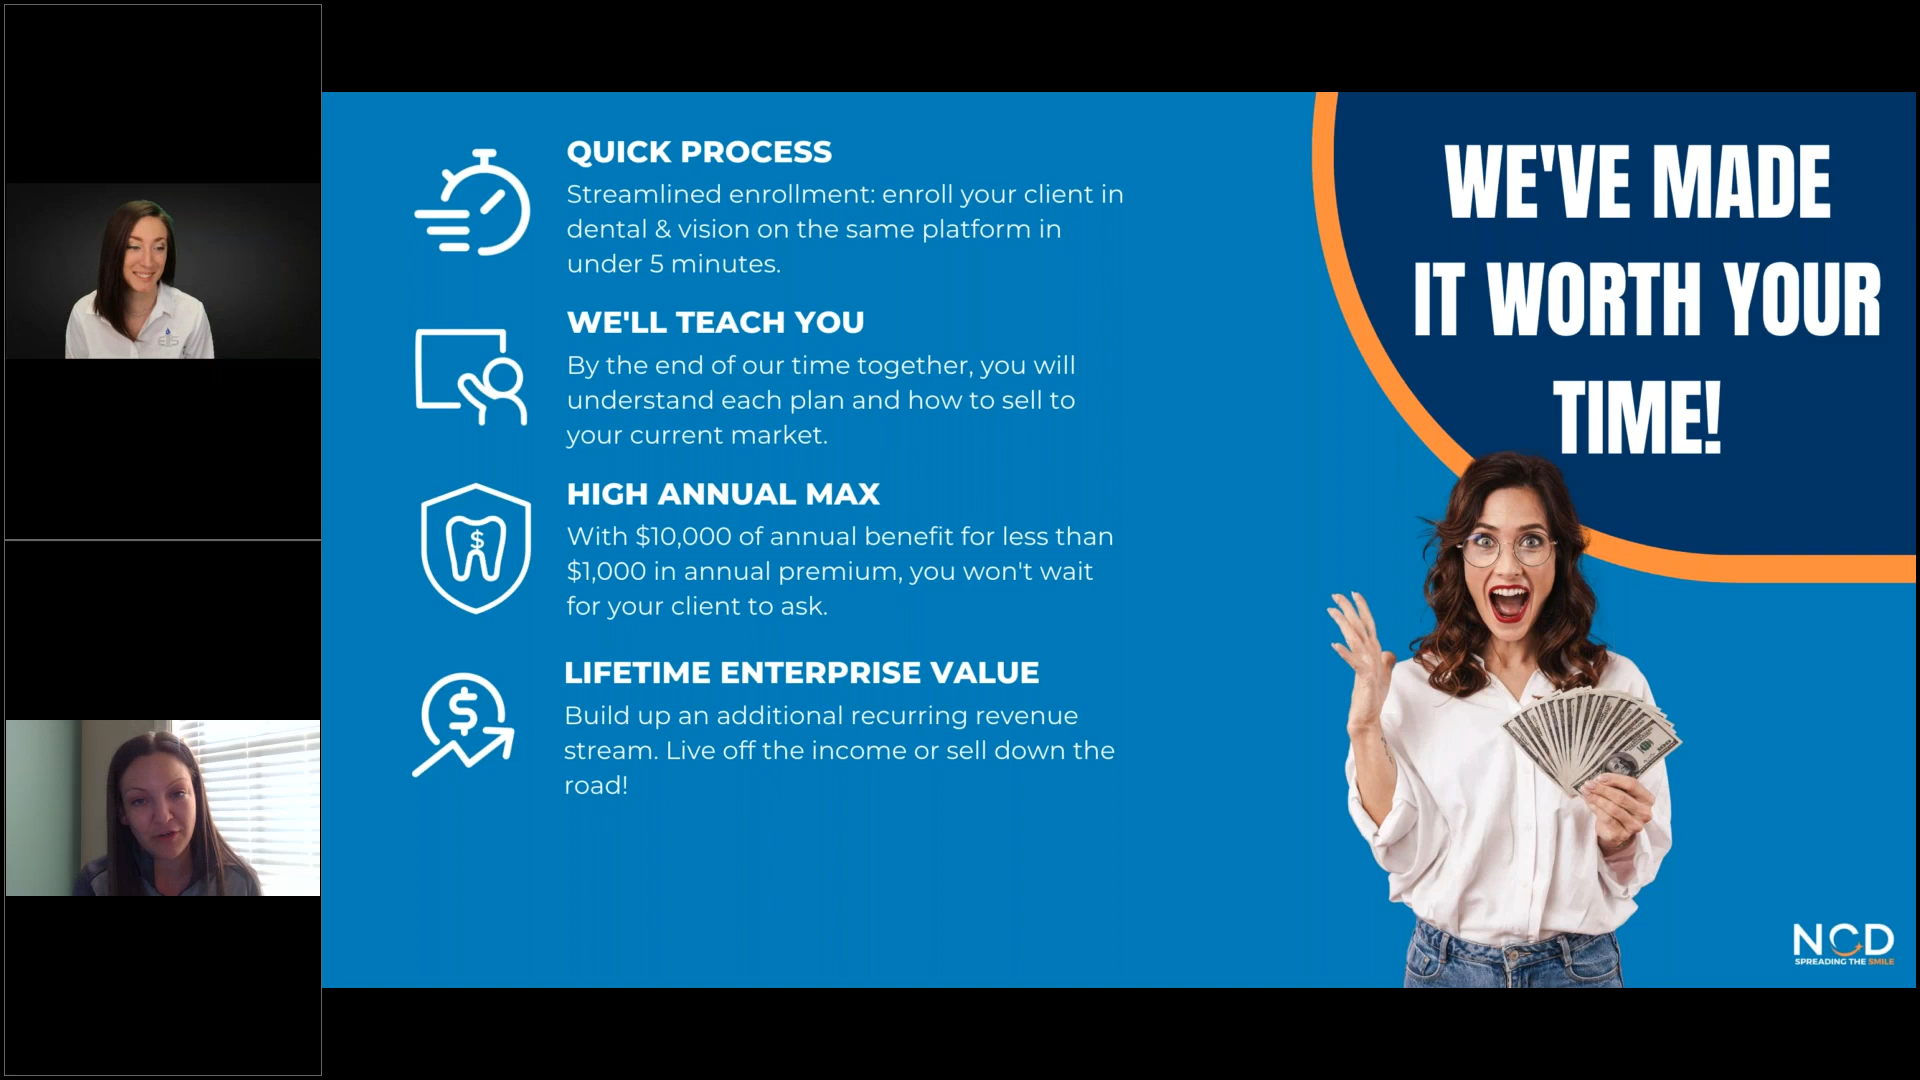 QUICK PROCESS
Streamlined enrollment: enroll your client in
dental & vision on the same platform in
under 5 minutes.
WE'LL TEACH YOU
By the end of our time together, you will
understand each plan and how to sell to
your current market.
HIGH ANNUAL MAX
With $10,000 of annual benefit for less than
$1,000 in annual premium, you won't wait
for your client to ask.
LIFETIME ENTERPRISE VALUE
Build up an additional recurring revenue
stream. Live off the income or sell down the
road!
WE'VE MADE
IT WORTH YOUR
TIME!
NCD
SPREADING THE SMILE
$
$